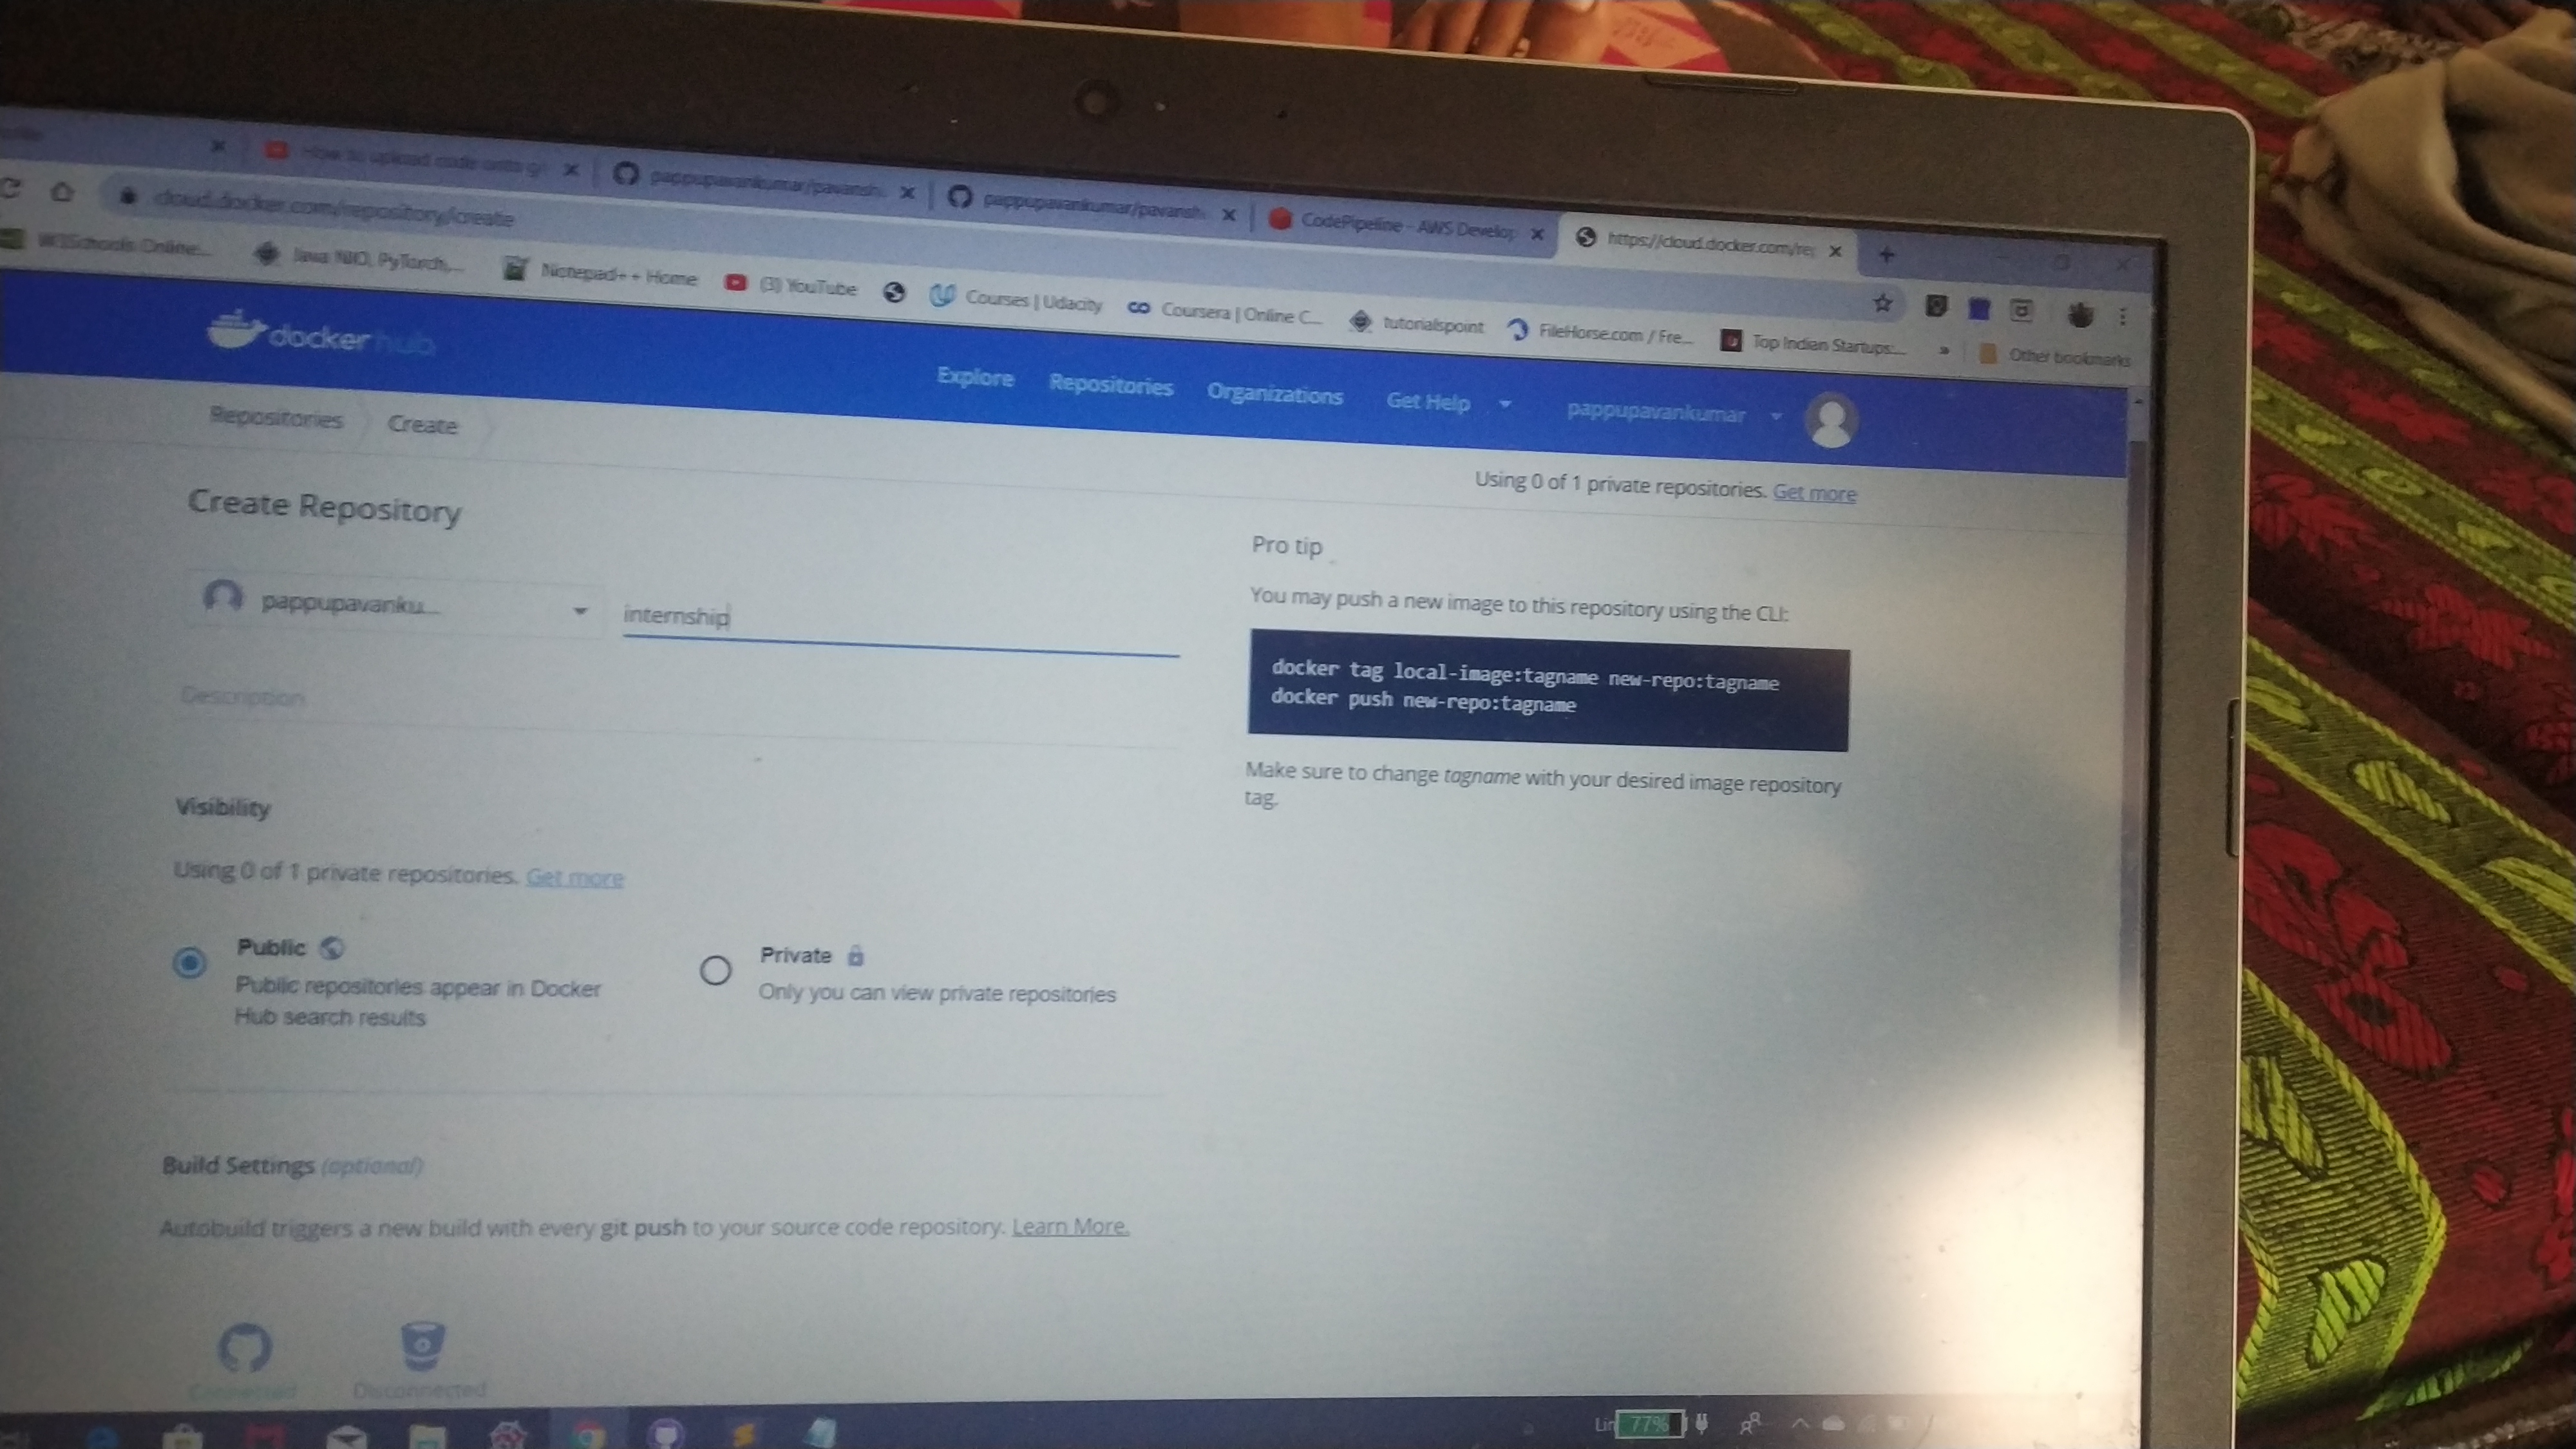 How to upload code onto gi
pappupavankumar/pavansh..
pappupavankumar/pavansh
CodePipeline - AWS Develop
https://cloud.docker.com/rep
cloud.docker.com/repository/create
W3Schools Online...
Java NIO, PyTorch,...
Notepad++ Home
(3) YouTube
Courses | Udacity
Coursera | Online C...
tutorialspoint
FileHorse.com / Fre...
Top Indian Startups:...
»
Other bookmarks
docker hub
Explore
Repositories
Organizations
Get Help
pappupavankumar
Repositories
Create
Using 0 of 1 private repositories. Get more
Create Repository
pappupavanku...
internship
Description
Pro tip
You may push a new image to this repository using the CLI:
docker tag local-image:tagname new-repo:tagname
docker push new-repo:tagname
Make sure to change tagname with your desired image repository
tag.
Visibility
Using 0 of 1 private repositories. Get more
Public
Public repositories appear in Docker
Hub search results
Private
Only you can view private repositories
Build Settings (optional)
Autobuild triggers a new build with every git push to your source code repository. Learn More.
Connected
Disconnected
77%